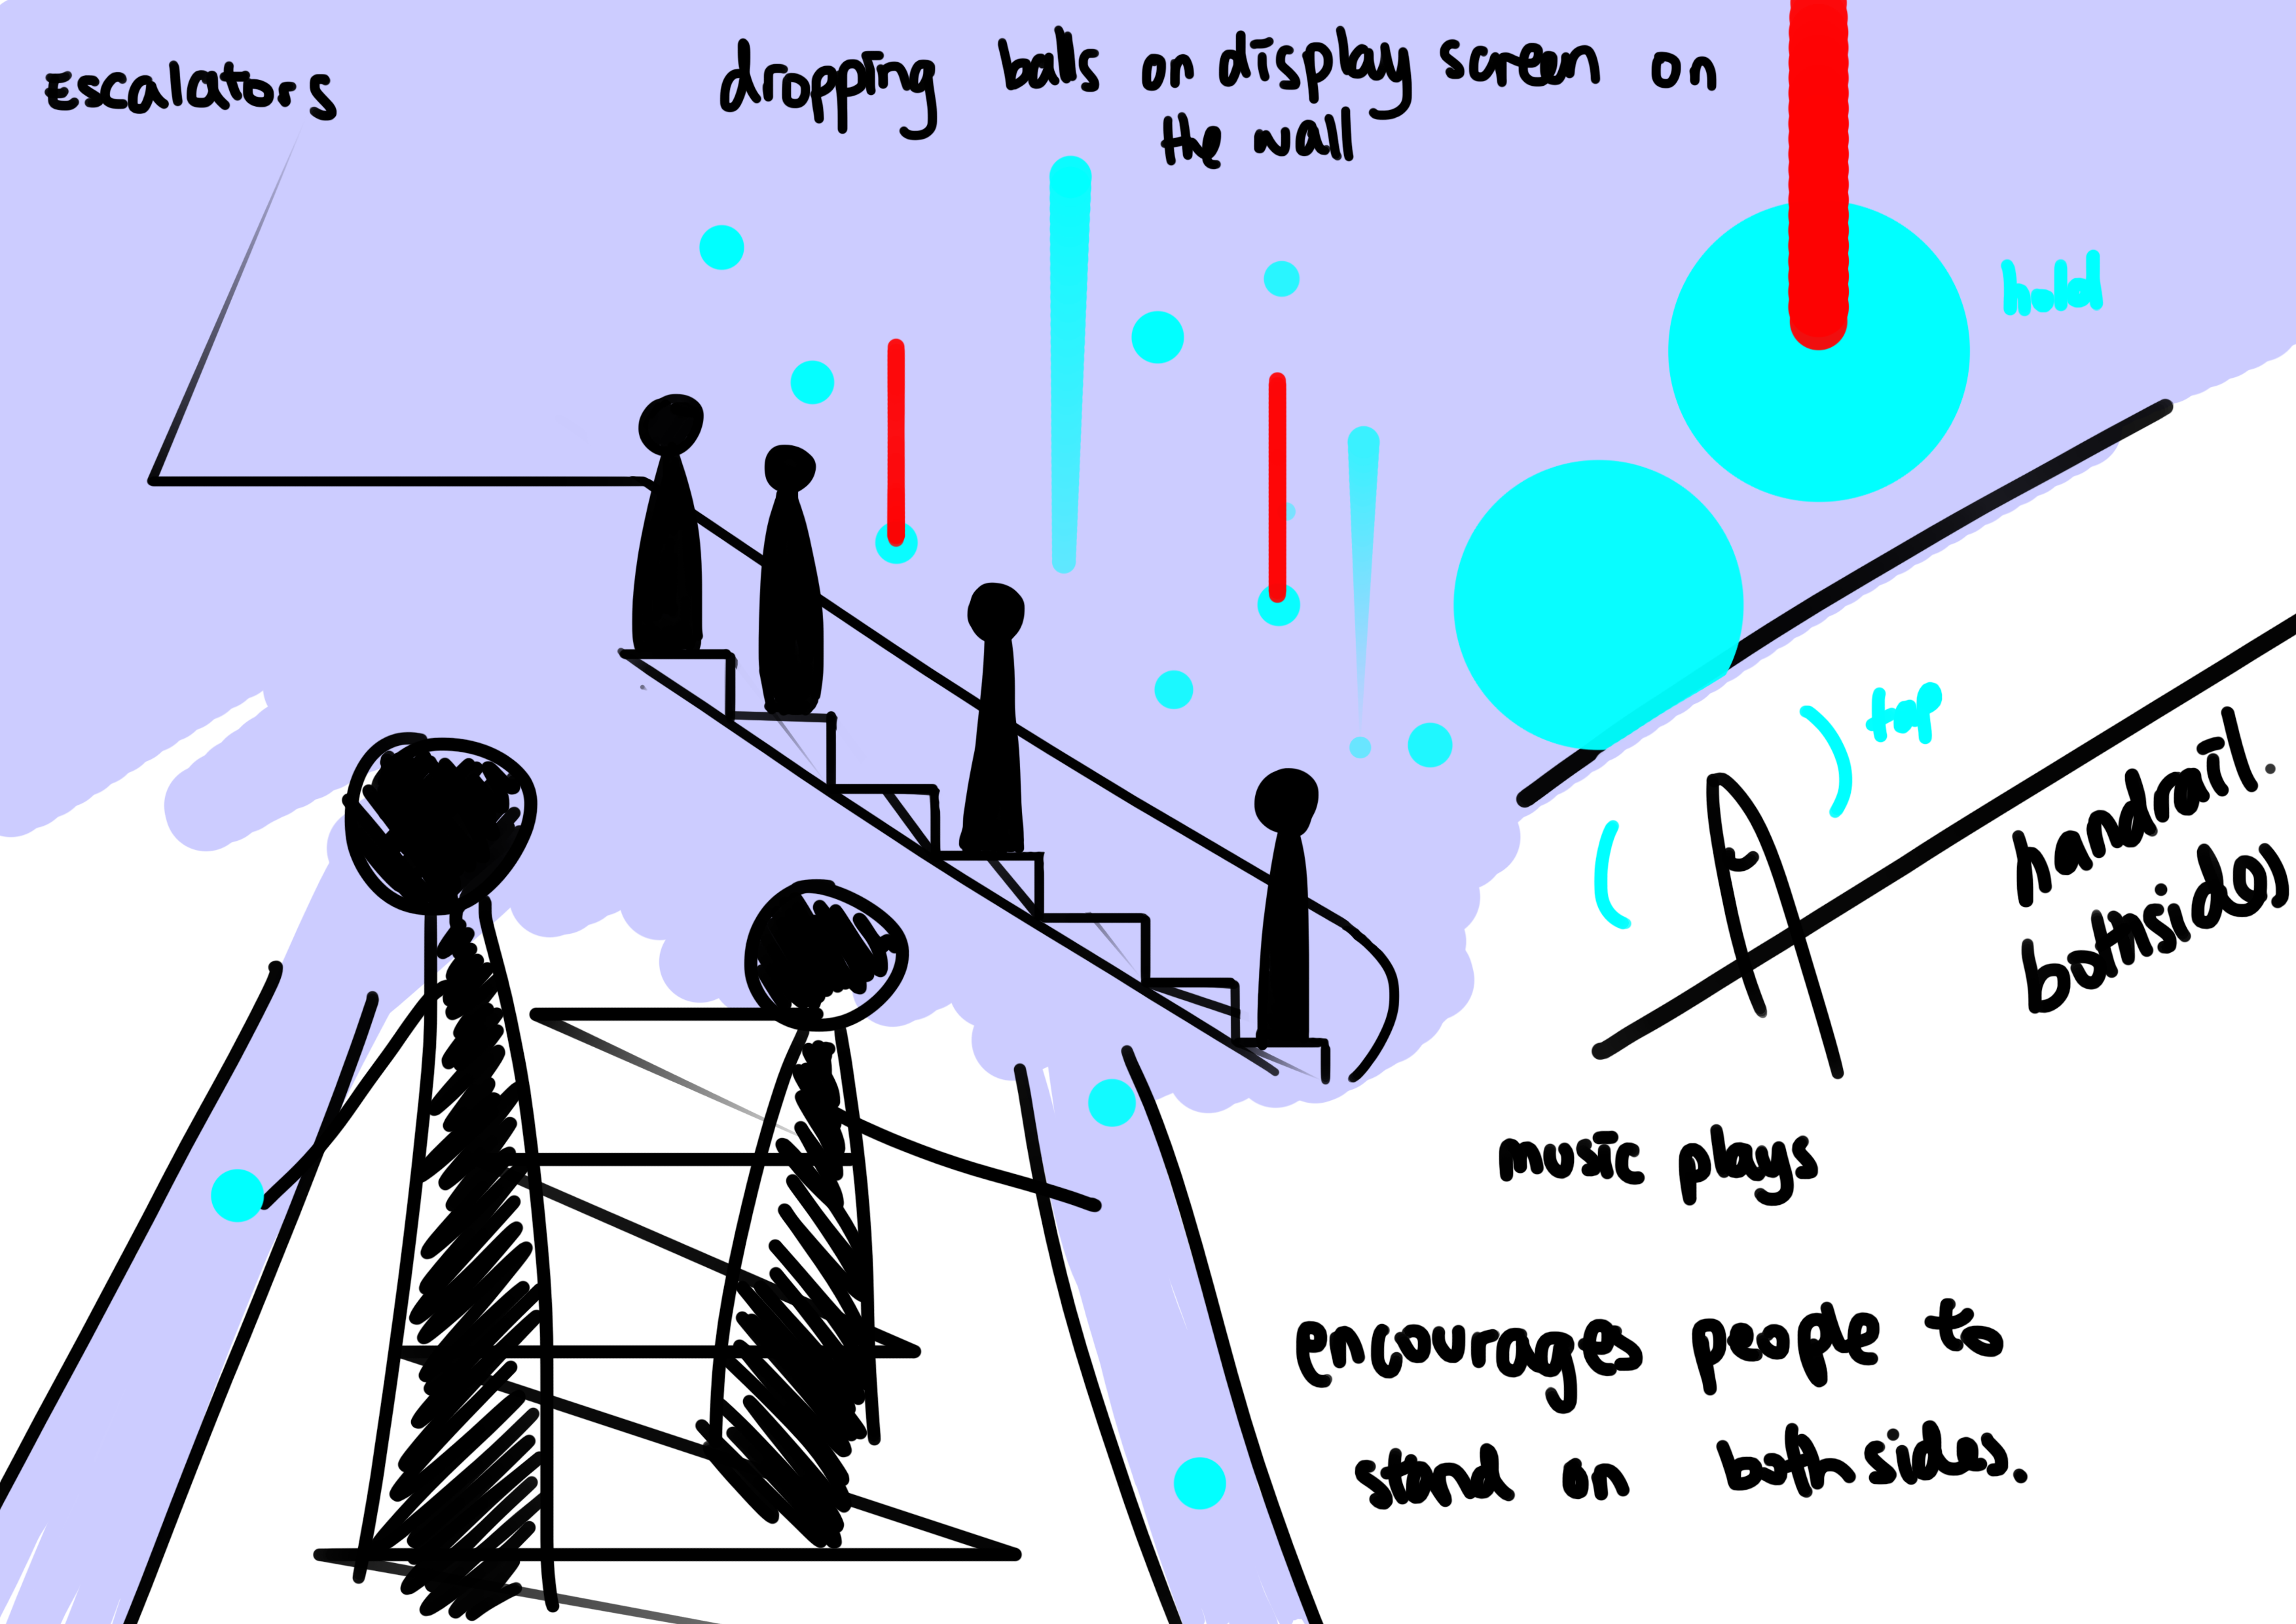 Escalators
dropping balls on display screen on
the wall
hold
tap
handrail.
bothsides
music plays
encourages people to
stand on both sides.